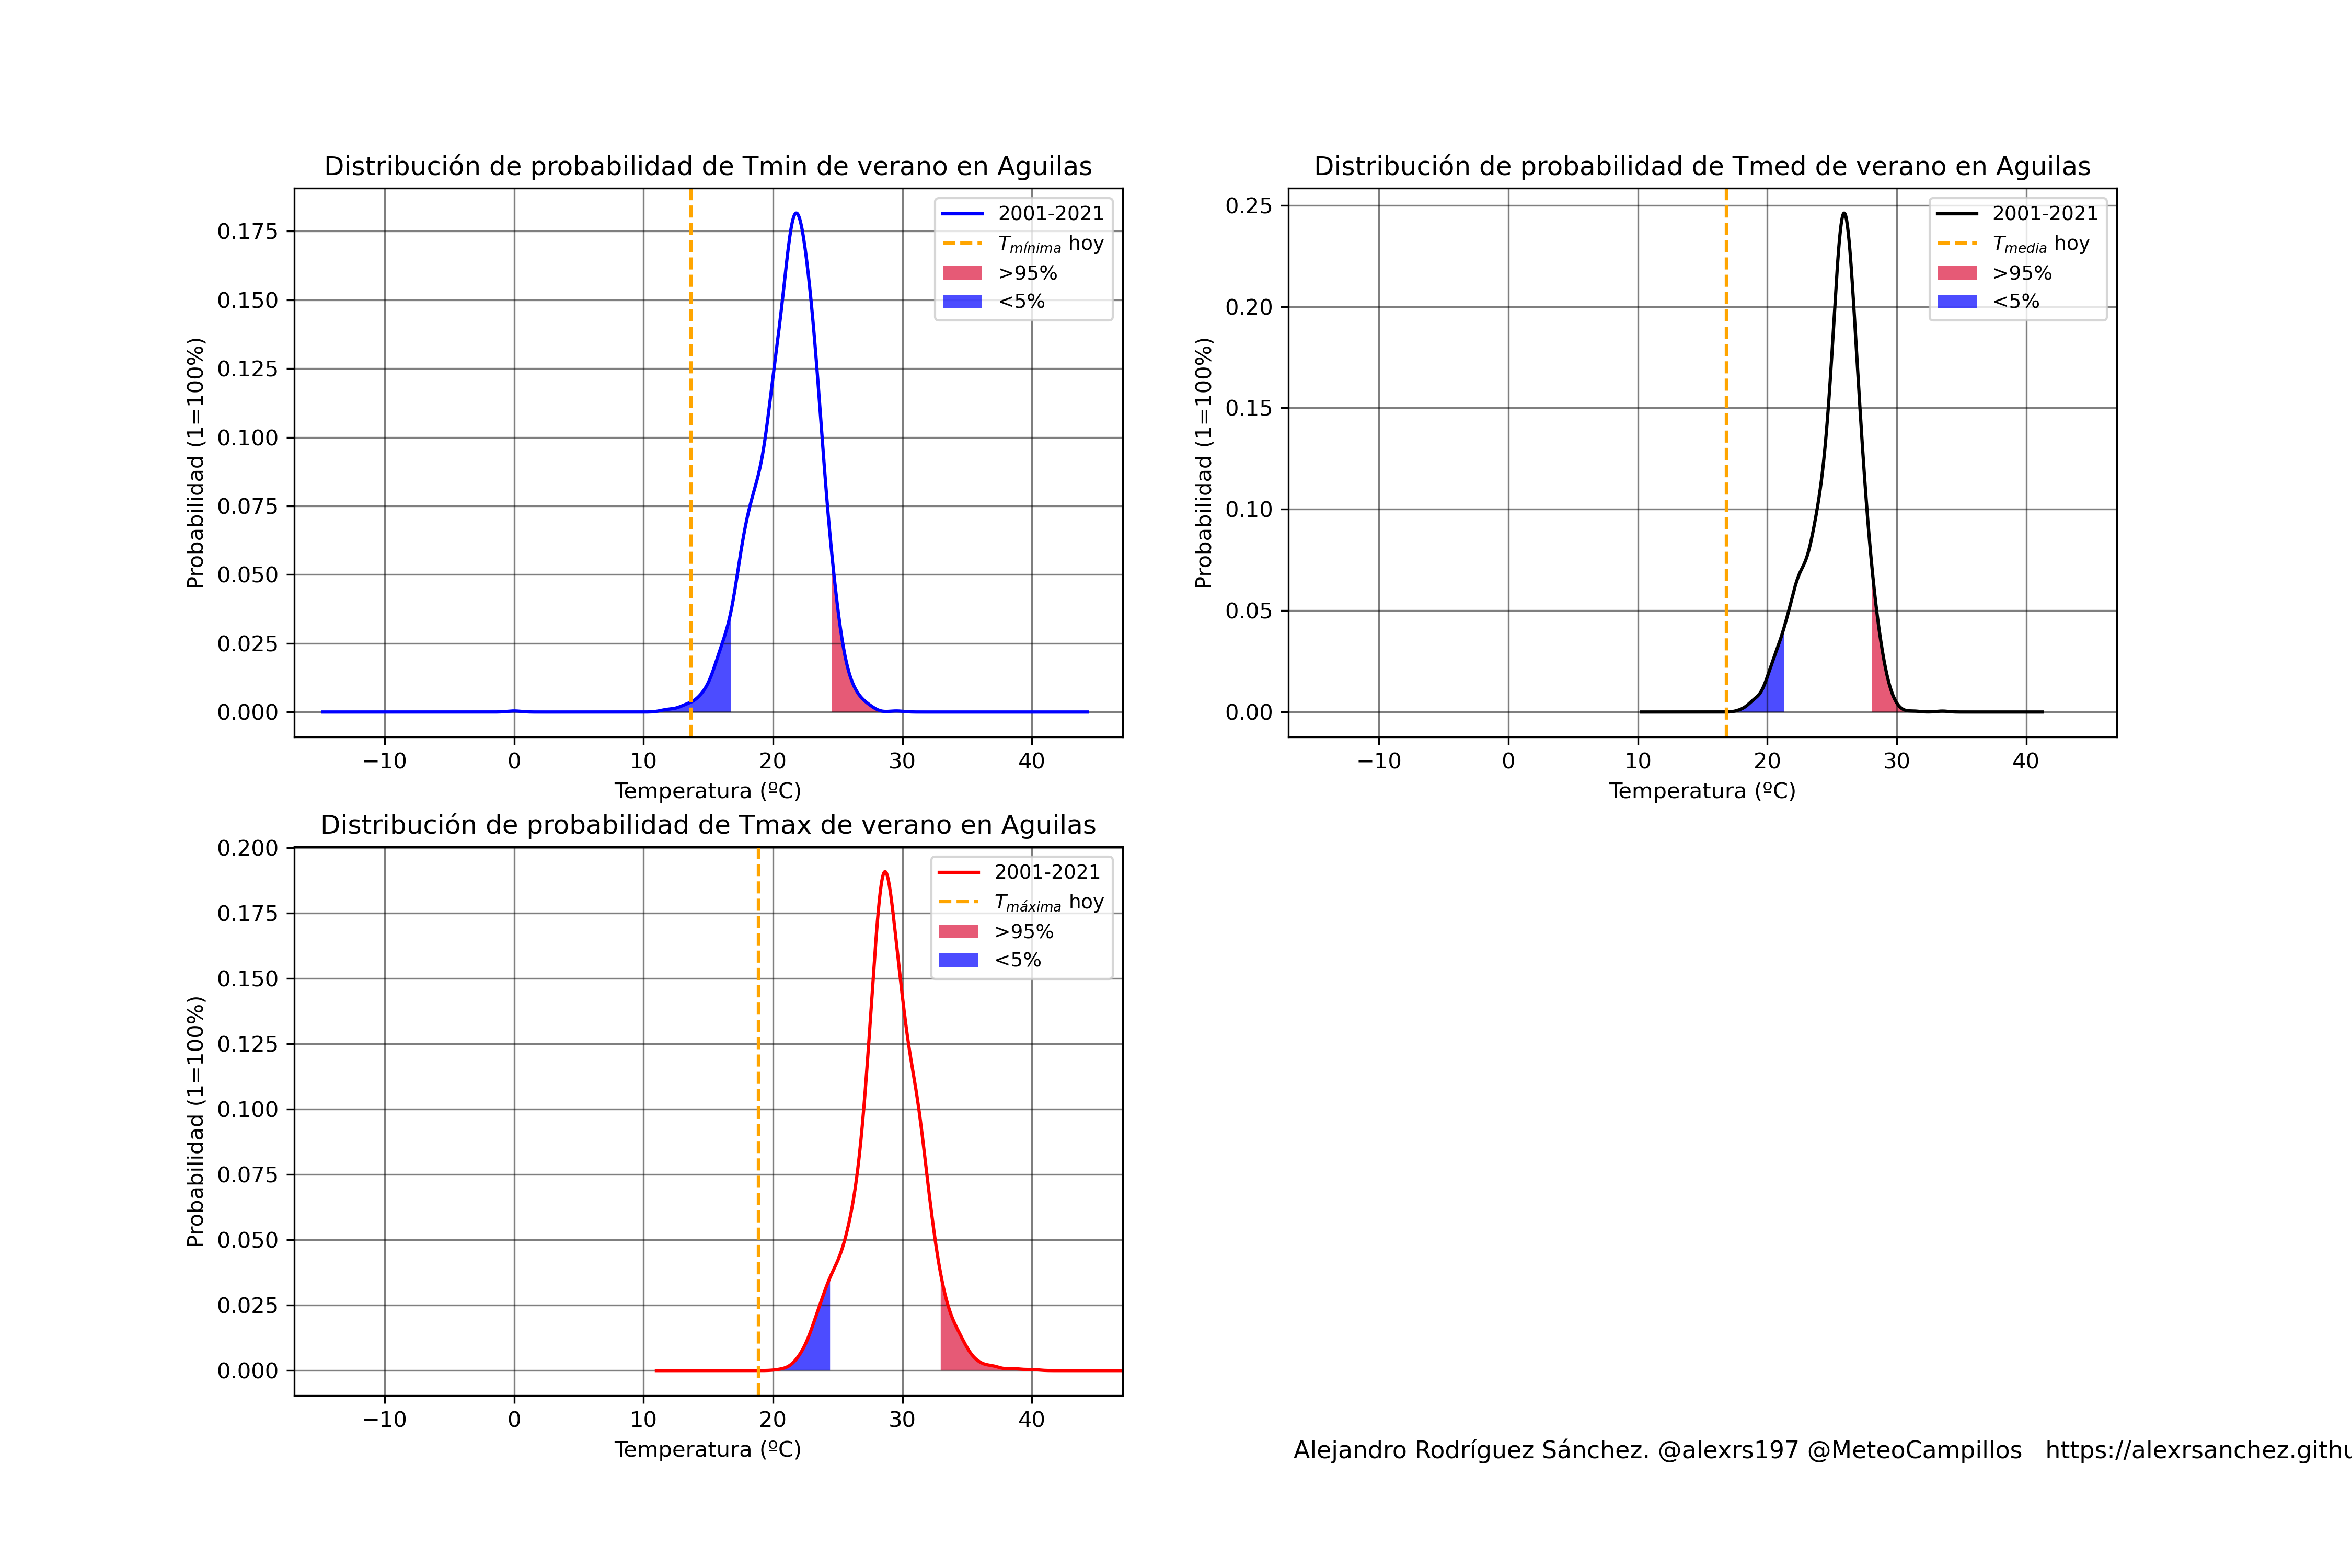 Distribución de probabilidad de Tmin de verano en Aguilas
Probabilidad (1=100%)
0.175
0.150
0.125
0.100
0.075
0.050
0.025
0.000
−10 0 10 20 30 40
Temperatura (ºC)
2001-2021
Tmínima hoy
>95%
<5%
Distribución de probabilidad de Tmed de verano en Aguilas
Probabilidad (1=100%)
0.25
0.20
0.15
0.10
0.05
0.00
−10 0 10 20 30 40
Temperatura (ºC)
2001-2021
Tmedia hoy
>95%
<5%
Distribución de probabilidad de Tmax de verano en Aguilas
Probabilidad (1=100%)
0.200
0.175
0.150
0.125
0.100
0.075
0.050
0.025
0.000
−10 0 10 20 30 40
Temperatura (ºC)
2001-2021
Tmáxima hoy
>95%
<5%
Alejandro Rodríguez Sánchez. @alexrs197 @MeteoCampillos https://alexrsanchez.githu